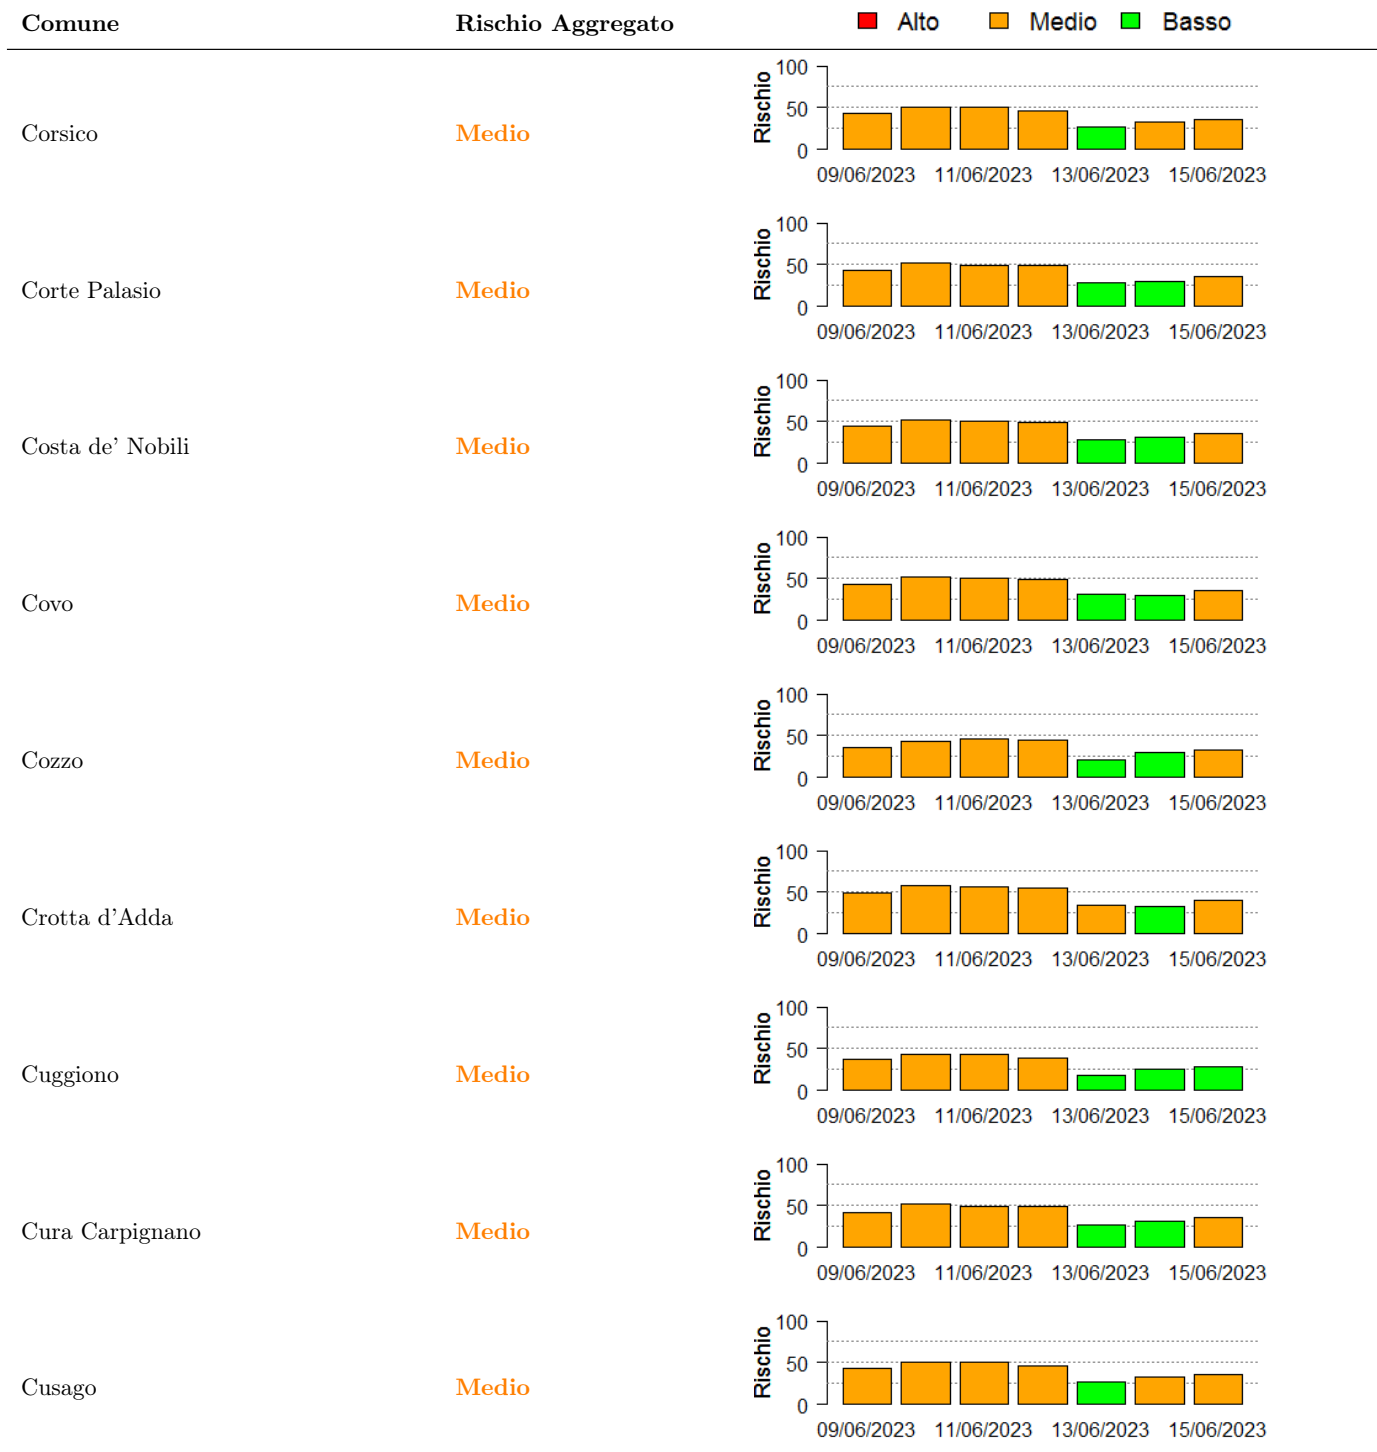 Comune Rischio Aggregato Alto Medio Basso
100
50
0
Rischio
Corsico Medio
09/06/2023 11/06/2023 13/06/2023 15/06/2023
100
50
0
Rischio
Corte Palasio Medio
09/06/2023 11/06/2023 13/06/2023 15/06/2023
100
50
0
Rischio
Costa de’ Nobili Medio
09/06/2023 11/06/2023 13/06/2023 15/06/2023
100
50
0
Rischio
Covo Medio
09/06/2023 11/06/2023 13/06/2023 15/06/2023
100
50
0
Rischio
Cozzo Medio
09/06/2023 11/06/2023 13/06/2023 15/06/2023
100
50
0
Rischio
Crotta d’Adda Medio
09/06/2023 11/06/2023 13/06/2023 15/06/2023
100
50
0
Rischio
Cuggiono Medio
09/06/2023 11/06/2023 13/06/2023 15/06/2023
100
50
0
Rischio
Cura Carpignano Medio
09/06/2023 11/06/2023 13/06/2023 15/06/2023
100
50
0
Rischio
Cusago Medio
09/06/2023 11/06/2023 13/06/2023 15/06/2023